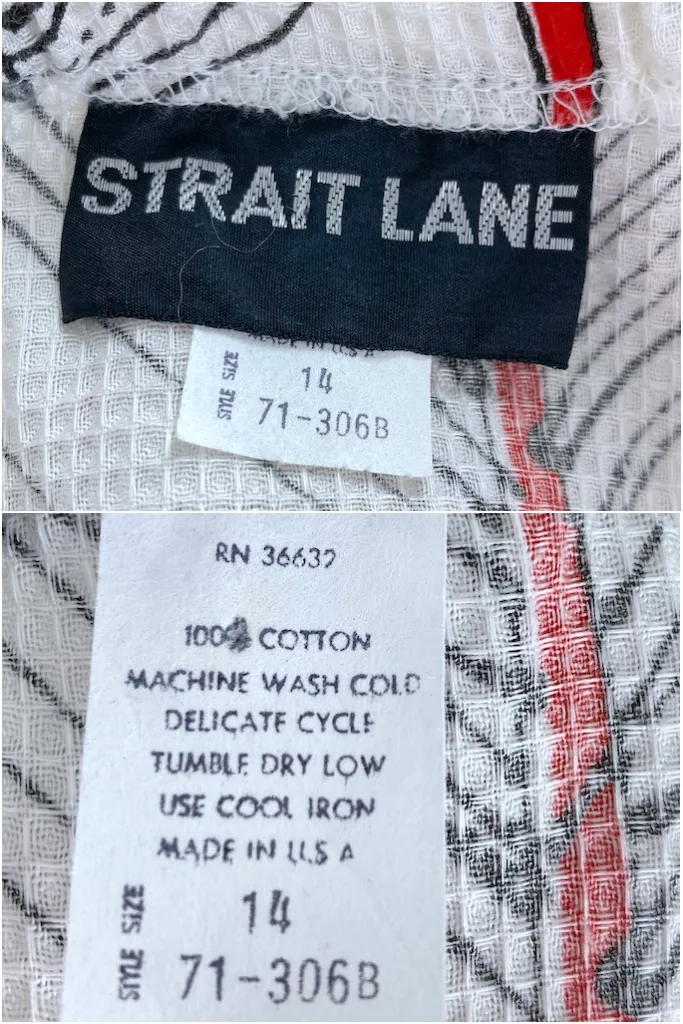 STRAIT LANE
MADE IN U.S.A
STYLE SIZE
14
71-306B
RN 36632
100% COTTON
MACHINE WASH COLD
DELICATE CYCLE
TUMBLE DRY LOW
USE COOL IRON
MADE IN U.S A
STYLE SIZE
14
71-306B